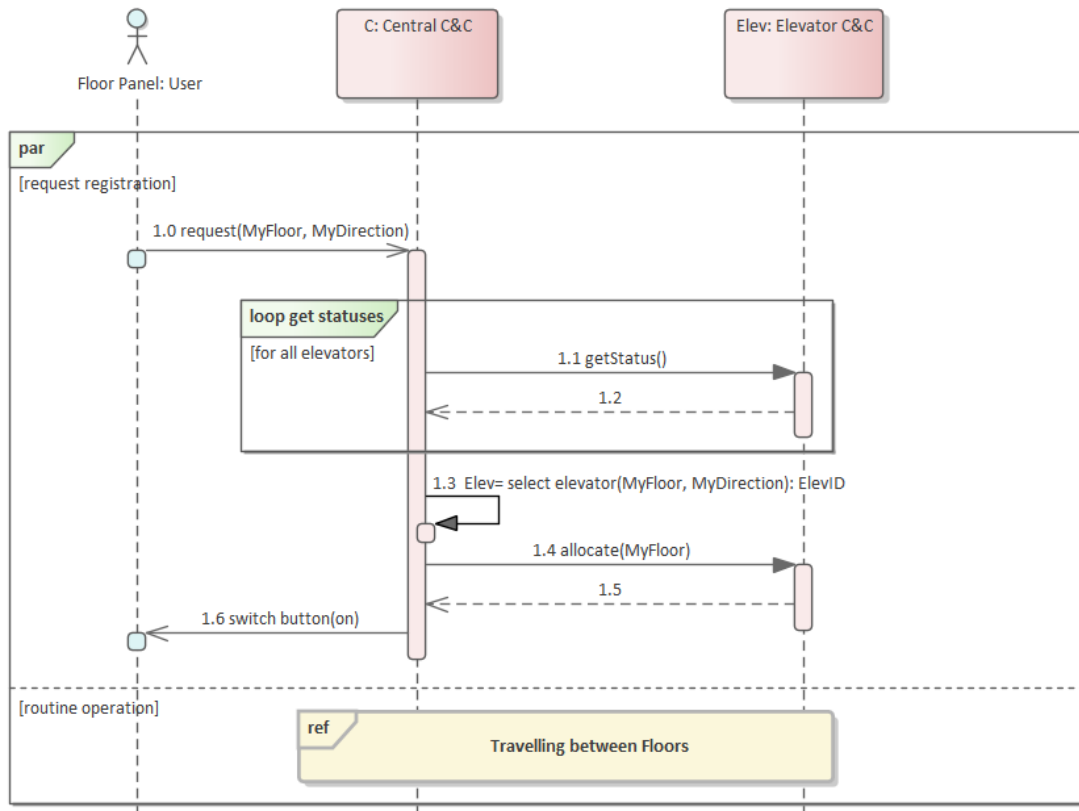 C: Central C&C
Elev: Elevator C&C
Floor Panel: User
par
[request registration]
1.0 request(MyFloor, MyDirection)
loop get statuses
[for all elevators]
1.1 getStatus()
1.2
1.3  Elev= select elevator(MyFloor, MyDirection): ElevID
1.4 allocate(MyFloor)
1.5
1.6 switch button(on)
[routine operation]
ref
Travelling between Floors